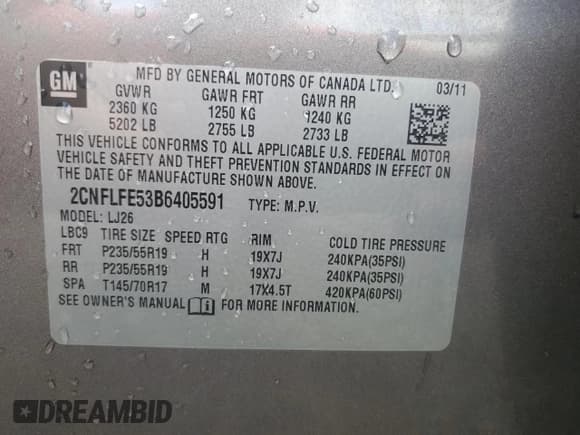 GM
MFD BY GENERAL MOTORS OF CANADA LTD. 03/11
GVWR GAWR FRT GAWR RR
2360 KG 1250 KG 1240 KG
5202 LB 2755 LB 2733 LB
THIS VEHICLE CONFORMS TO ALL APPLICABLE U.S. FEDERAL MOTOR
VEHICLE SAFETY AND THEFT PREVENTION STANDARDS IN EFFECT ON
THE DATE OF MANUFACTURE SHOWN ABOVE.
2CNFLFE53B6405591 TYPE: M.P.V.
MODEL: LJ26
LBC9 TIRE SIZE SPEED RTG RIM COLD TIRE PRESSURE
FRT P235/55R19 H 19X7J 240KPA(35PSI)
RR P235/55R19 H 19X7J 240KPA(35PSI)
SPA T145/70R17 M 17X4.5T 420KPA(60PSI)
SEE OWNER'S MANUAL FOR MORE INFORMATION.
DREAMBID